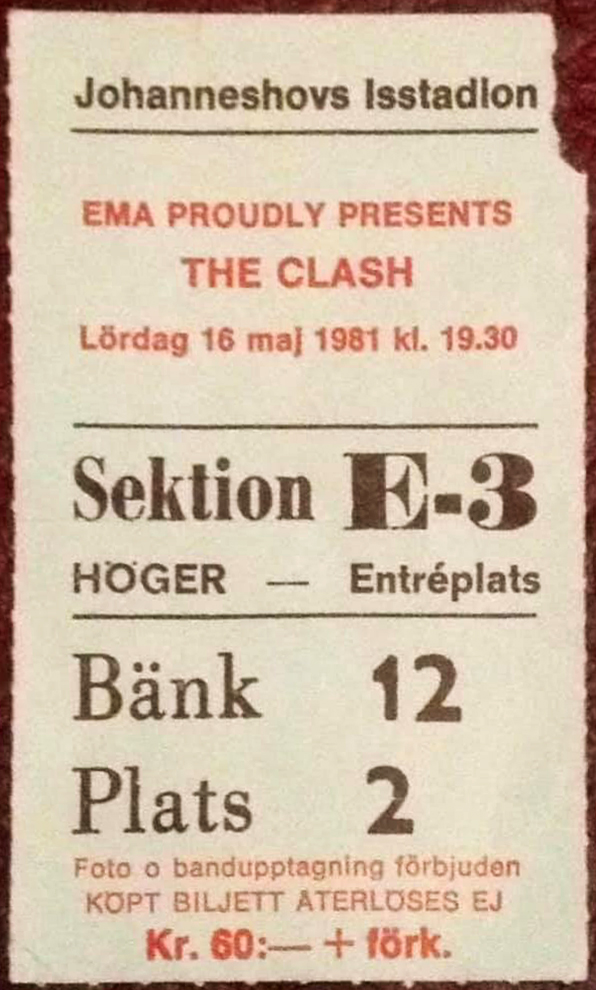 Johanneshovs Isstadion
EMA PROUDLY PRESENTS
THE CLASH
Lördag 16 maj 1981 kl. 19.30
Sektion E-3
HÖGER — Entréplats
Bänk 12
Plats 2
Foto o bandupptagning förbjuden
KÖPT BILJETT ÅTERLÖSES EJ
Kr. 60:— + förk.